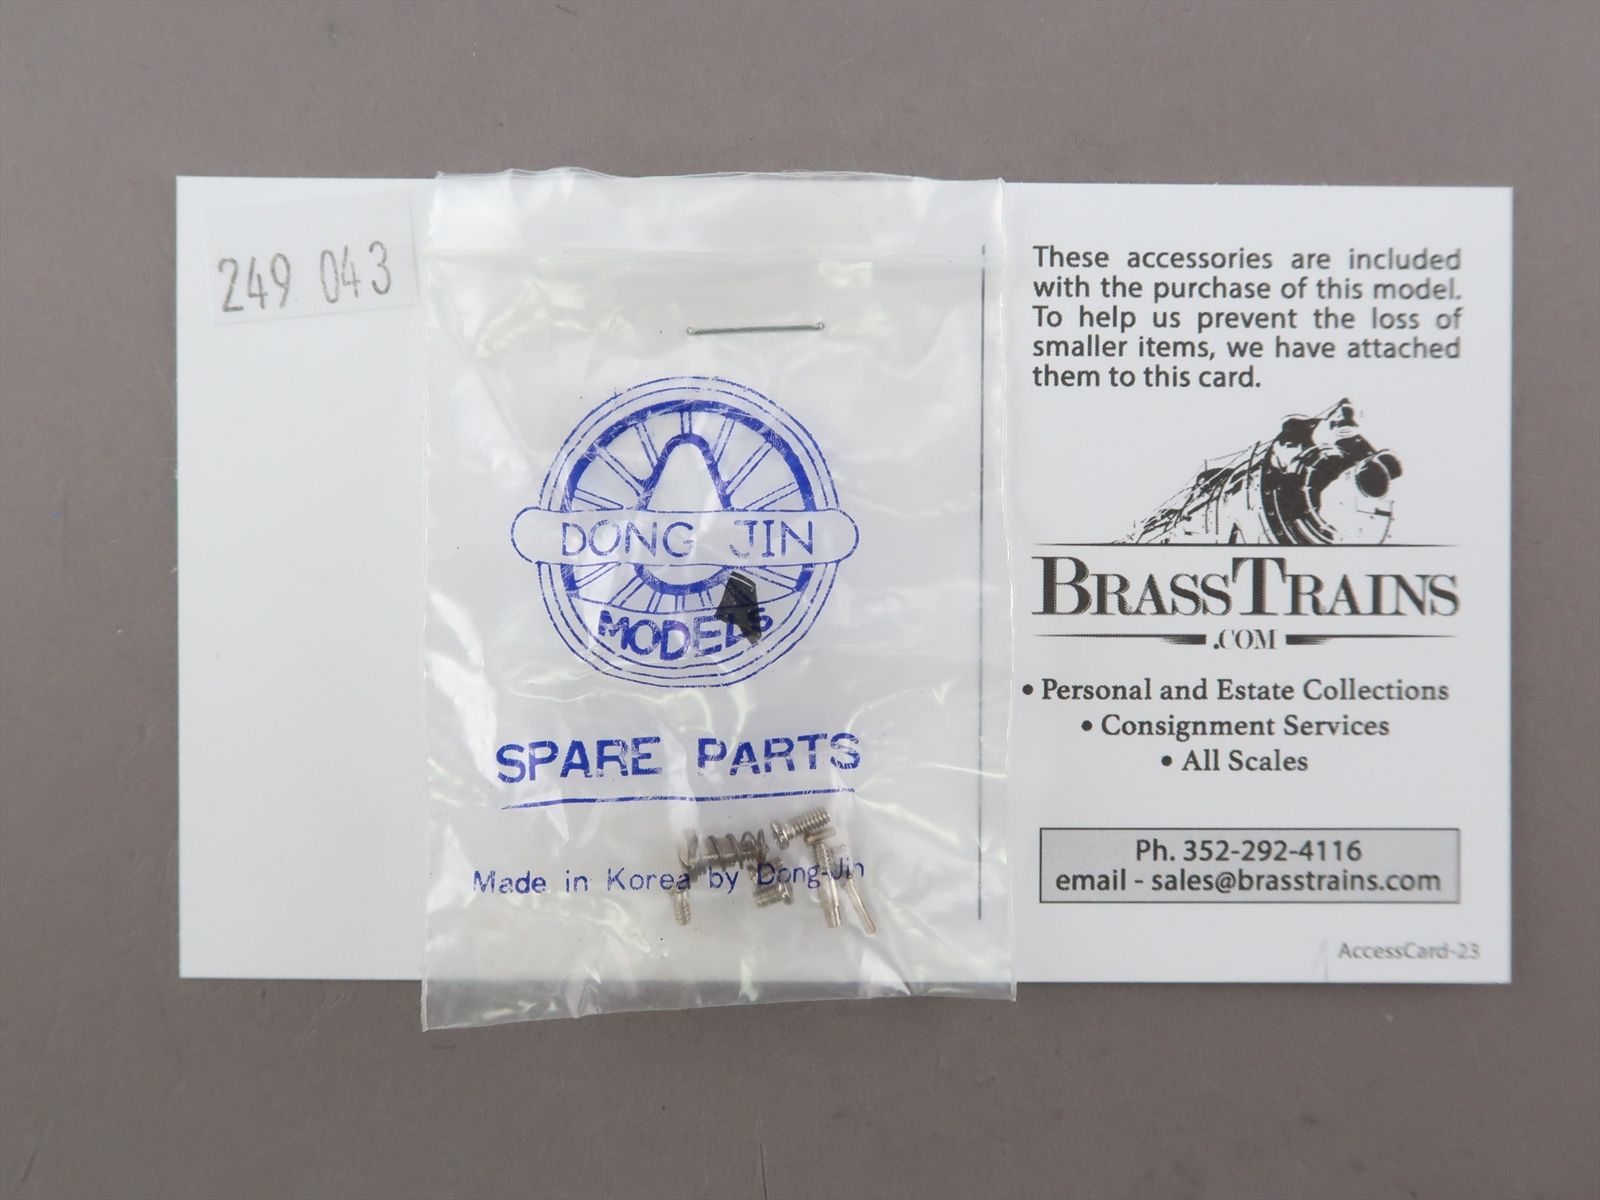 249 043
DONG JIN
MODELS
SPARE PARTS
Made in Korea by Dong-Jin
These accessories are included
with the purchase of this model.
To help us prevent the loss of
smaller items, we have attached
them to this card.
BRASSTRAINS
.COM
• Personal and Estate Collections
• Consignment Services
• All Scales
Ph. 352-292-4116
email - sales@brasstrains.com
AccessCard-23